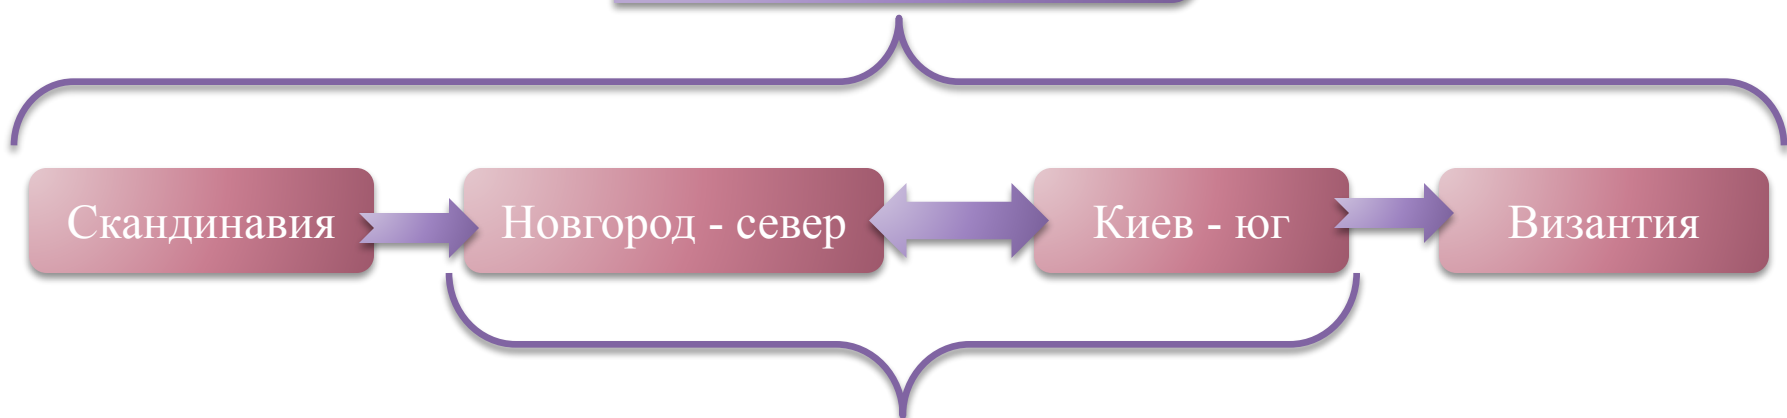 Скандинавия
Новгород - север
Киев - юг
Византия